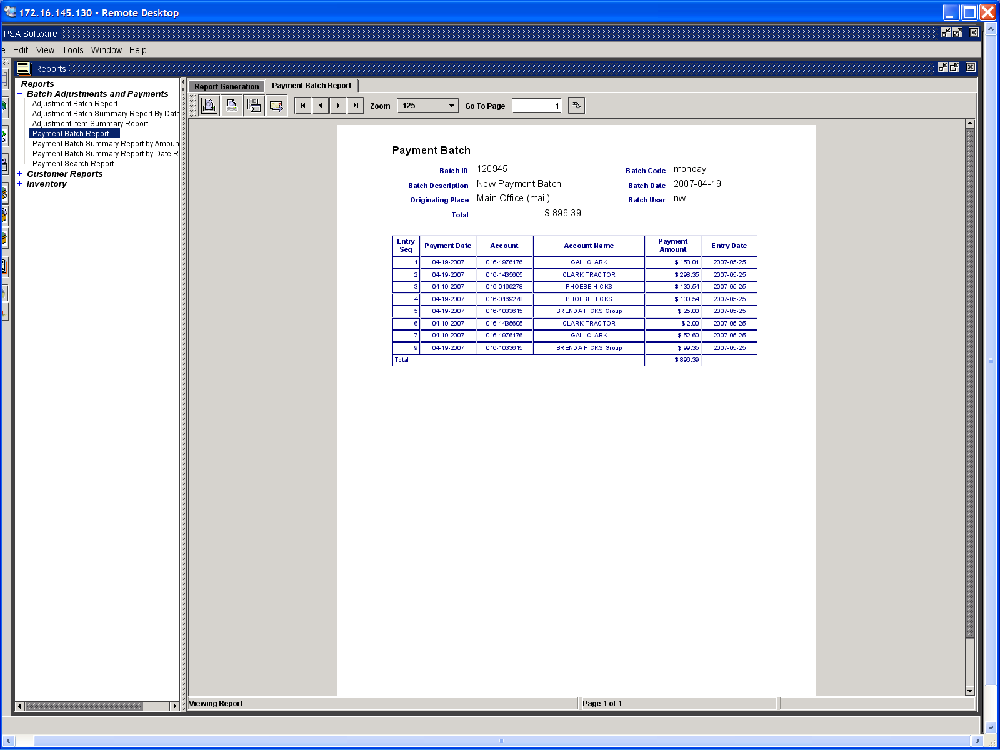 172.16.145.130 - Remote Desktop
PSA Software
e Edit View Tools Window Help
Reports
Reports
Batch Adjustments and Payments
Adjustment Batch Report
Adjustment Batch Summary Report By Date
Adjustment Item Summary Report
Payment Batch Report
Payment Batch Summary Report by Amoun
Payment Batch Summary Report by Date R
Payment Search Report
Customer Reports
Inventory
Report Generation Payment Batch Report
Zoom 125 Go To Page 1
Payment Batch
Batch ID 120945 Batch Code monday
Batch Description New Payment Batch Batch Date 2007-04-19
Originating Place Main Office (mail) Batch User nw
Total $ 896.39
Entry Seq Payment Date Account Account Name Payment Amount Entry Date
1 04-19-2007 016-1976176 GAIL CLARK $ 158.01 2007-05-25
2 04-19-2007 016-1435605 CLARK TRACTOR $ 298.35 2007-05-25
3 04-19-2007 016-0169278 PHOEBE HICKS $ 130.54 2007-05-25
4 04-19-2007 016-0169278 PHOEBE HICKS $ 130.54 2007-05-25
5 04-19-2007 016-1033615 BRENDA HICKS Group $ 25.00 2007-05-25
6 04-19-2007 016-1435605 CLARK TRACTOR $ 2.00 2007-05-25
7 04-19-2007 016-1976176 GAIL CLARK $ 52.60 2007-05-25
9 04-19-2007 016-1033615 BRENDA HICKS Group $ 99.35 2007-05-25
Total $ 896.39
Viewing Report Page 1 of 1